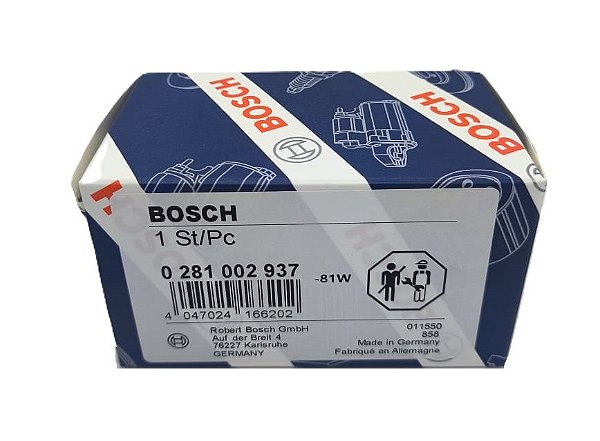 BOSCH
BOSCH
BOSCH
BOSCH
1 St/Pc
0 281 002 937
-81W
4 047024 166202
Robert Bosch GmbH
Auf der Breit 4
76227 Karlsruhe
GERMANY
011550
858
Made in Germany
Fabriqué en Allemagne